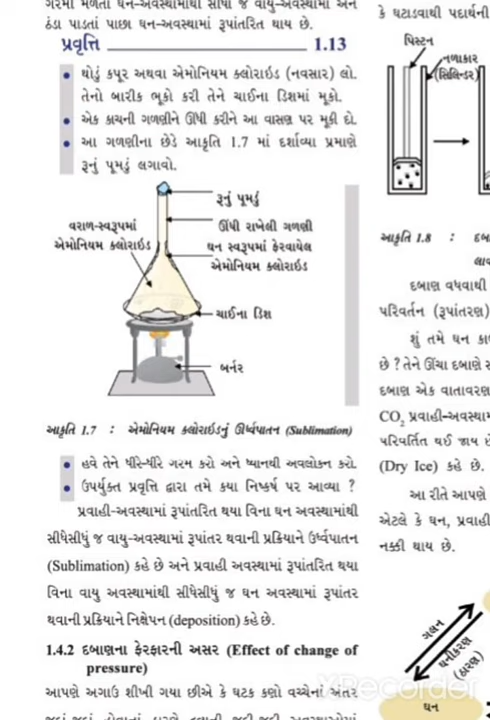 ગરમી મળતા ઘન-અવસ્થામાંથી સીધા જ વાયુ-અવસ્થામાં અને
ઠંડા પાડતાં પાછા ઘન-અવસ્થામાં રૂપાંતરિત થાય છે.
પ્રવૃત્તિ 1.13
થોડું કપૂર અથવા એમોનિયમ ક્લોરાઇડ (નવસાર) લો.
તેનો બારીક ભૂકો કરી તેને ચાઈના ડિશમાં મૂકો.
એક કાચની ગળણીને ઊંધી કરીને આ વાસણ પર મૂકી દો.
આ ગળણીના છેડે આકૃતિ 1.7 માં દર્શાવ્યા પ્રમાણે
રૂનું પૂમડું લગાવો.
રૂનું પૂમડું
વરાળ-સ્વરૂપમાં
એમોનિયમ ક્લોરાઇડ
ઊંધી રાખેલી ગળણી
ઘન સ્વરૂપમાં ફેરવાયેલ
એમોનિયમ ક્લોરાઇડ
ચાઈના ડિશ
બર્નર
આકૃતિ 1.7 : એમોનિયમ ક્લોરાઇડનું ઊર્ધ્વપાતન (Sublimation)
હવે તેને ધીરે-ધીરે ગરમ કરો અને ધ્યાનથી અવલોકન કરો.
ઉપર્યુક્ત પ્રવૃત્તિ દ્વારા તમે કયા નિષ્કર્ષ પર આવ્યા ?
પ્રવાહી-અવસ્થામાં રૂપાંતરિત થયા વિના ઘન અવસ્થામાંથી
સીધેસીધું જ વાયુ-અવસ્થામાં રૂપાંતર થવાની પ્રક્રિયાને ઉર્ધ્વપાતન
(Sublimation) કહે છે અને પ્રવાહી અવસ્થામાં રૂપાંતરિત થયા
વિના વાયુ અવસ્થામાંથી સીધેસીધું જ ઘન અવસ્થામાં રૂપાંતર
થવાની પ્રક્રિયાને નિક્ષેપન (deposition) કહે છે.
1.4.2 દબાણના ફેરફારની અસર (Effect of change of
pressure)
આપણે અગાઉ શીખી ગયા છીએ કે ઘટક કણો વચ્ચેનાં અંતર
કે ઘટાડવાથી પદાર્થની
પિસ્ટન
નળાકાર
(સિલિન્ડર)
આકૃતિ 1.8 : દબા
લાવ
દબાણ વધવાથી
પરિવર્તન (રૂપાંતરણ)
શું તમે ઘન કા
છે ? તેને ઊંચા દબાણે
દબાણ એક વાતાવરણ
CO₂ પ્રવાહી-અવસ્થામ
પરિવર્તિત થઈ જાય છે
(Dry Ice) કહે છે.
આ રીતે આપણે
એટલે કે ઘન, પ્રવાહી
નક્કી થાય છે.
ગલન
ઘનીકરણ
(ઠારણ)
ઘન
XRecorder